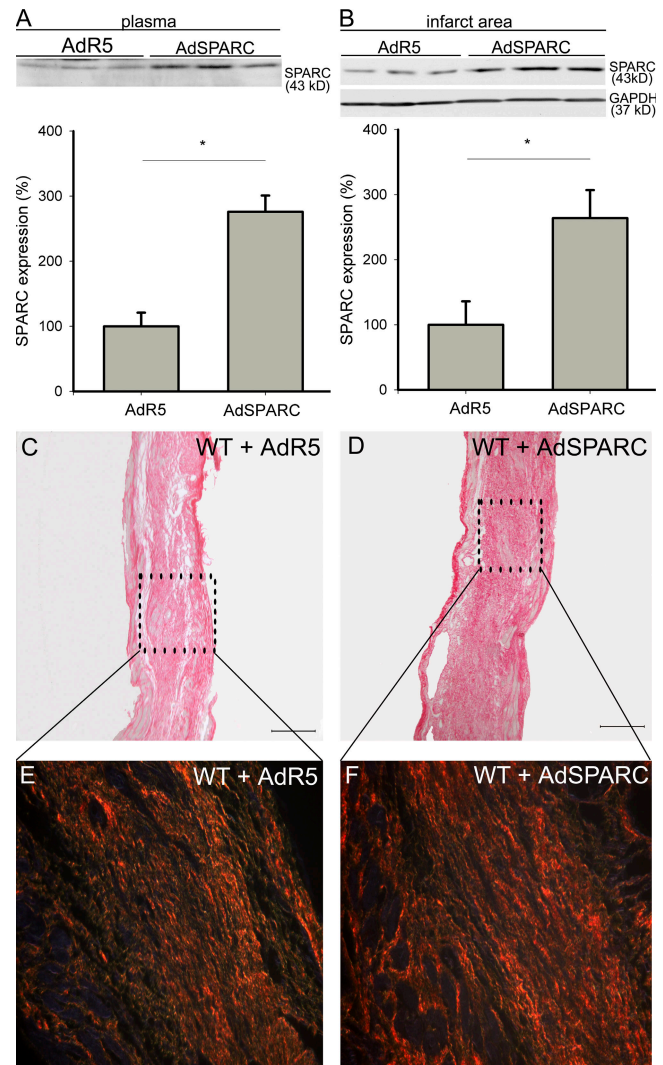 A
plasma
AdR5 AdSPARC
SPARC
(43 kD)
SPARC expression (%)
400
300
200
100
0
*
AdR5 AdSPARC
B
infarct area
AdR5 AdSPARC
SPARC
(43kD)
GAPDH
(37 kD)
SPARC expression (%)
400
300
200
100
0
*
AdR5 AdSPARC
C WT + AdR5
D WT + AdSPARC
E WT + AdR5
F WT + AdSPARC